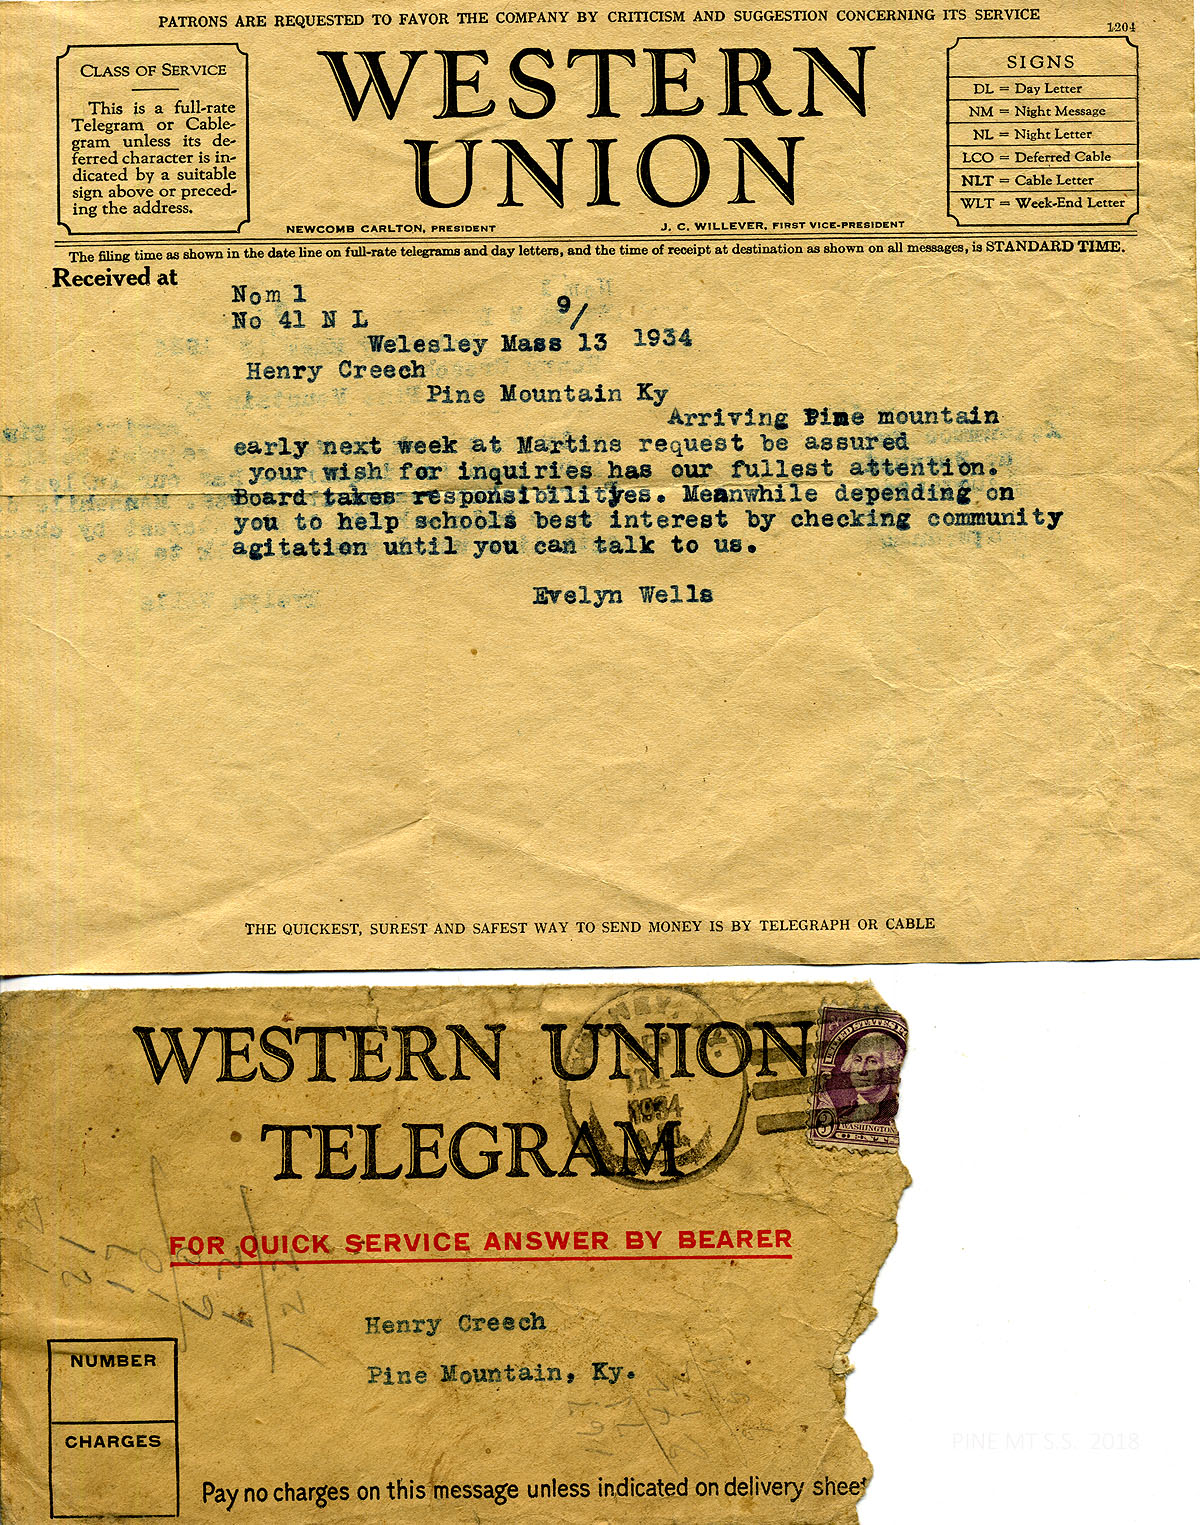 PATRONS ARE REQUESTED TO FAVOR THE COMPANY BY CRITICISM AND SUGGESTION CONCERNING ITS SERVICE
1204
CLASS OF SERVICE
This is a full-rate
Telegram or Cable-
gram unless its de-
ferred character is in-
dicated by a suitable
sign above or preced-
ing the address.
WESTERN
UNION
NEWCOMB CARLTON, PRESIDENT
J. C. WILLEVER, FIRST VICE-PRESIDENT
SIGNS
DL = Day Letter
NM = Night Message
NL = Night Letter
LCO = Deferred Cable
NLT = Cable Letter
WLT = Week-End Letter
The filing time as shown in the date line on full-rate telegrams and day letters, and the time of receipt at destination as shown on all messages, is STANDARD TIME.
Received at
Nom 1
No 41 N L 9/
Welesley Mass 13 1934
Henry Creech
Pine Mountain Ky
Arriving Pine mountain
early next week at Martins request be assured
your wish for inquiries has our fullest attention.
Board takes responsibilityes. Meanwhile depending on
you to help schools best interest by checking community
agitation until you can talk to us.
Evelyn Wells
THE QUICKEST, SUREST AND SAFEST WAY TO SEND MONEY IS BY TELEGRAPH OR CABLE
WESTERN UNION
TELEGRAM
14
1934
UNITED STATES P
3
WASHINGTON
CENTS
FOR QUICK SERVICE ANSWER BY BEARER
Henry Creech
Pine Mountain, Ky.
NUMBER
CHARGES
Pay no charges on this message unless indicated on delivery sheet
PINE MT S.S. 2018